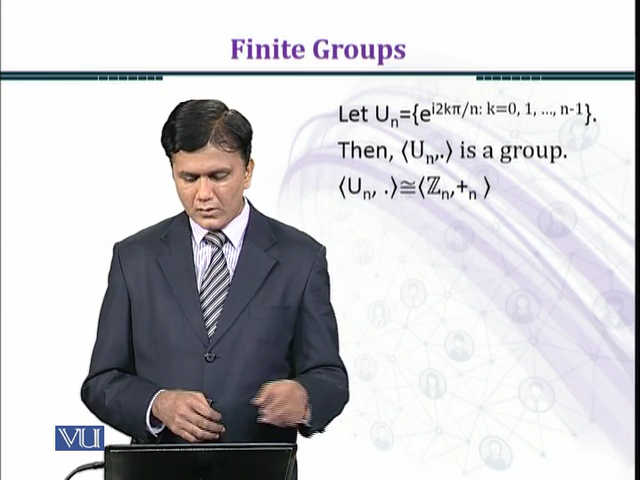 Finite Groups
Let Uₙ={e^i2kπ/n: k=0, 1, ..., n-1}.
Then, ⟨Uₙ,.⟩ is a group.
⟨Uₙ, .⟩≅⟨ℤₙ,+ₙ ⟩
VU